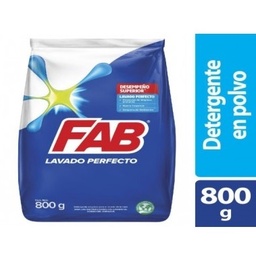 DESEMPEÑO
SUPERIOR
LAVADO PERFECTO
FAB
LAVADO PERFECTO
800 g
Detergente
en polvo
800
g